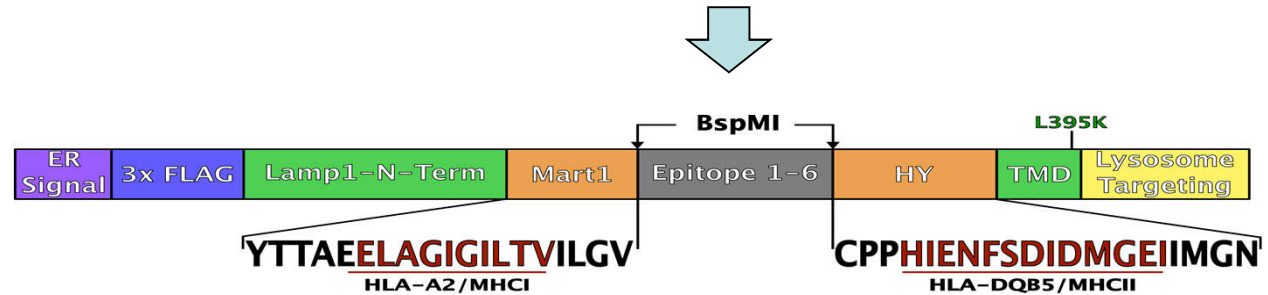 BspMI
L395K
ER
Signal
3x FLAG
Lamp1-N-Term
Mart1
Epitope 1-6
HY
TMD
Lysosome
Targeting
YTTAEELAGIGILTVILGV
HLA-A2/MHCI
CPPHIENFSDIDMGEIIMGN
HLA-DQB5/MHCII